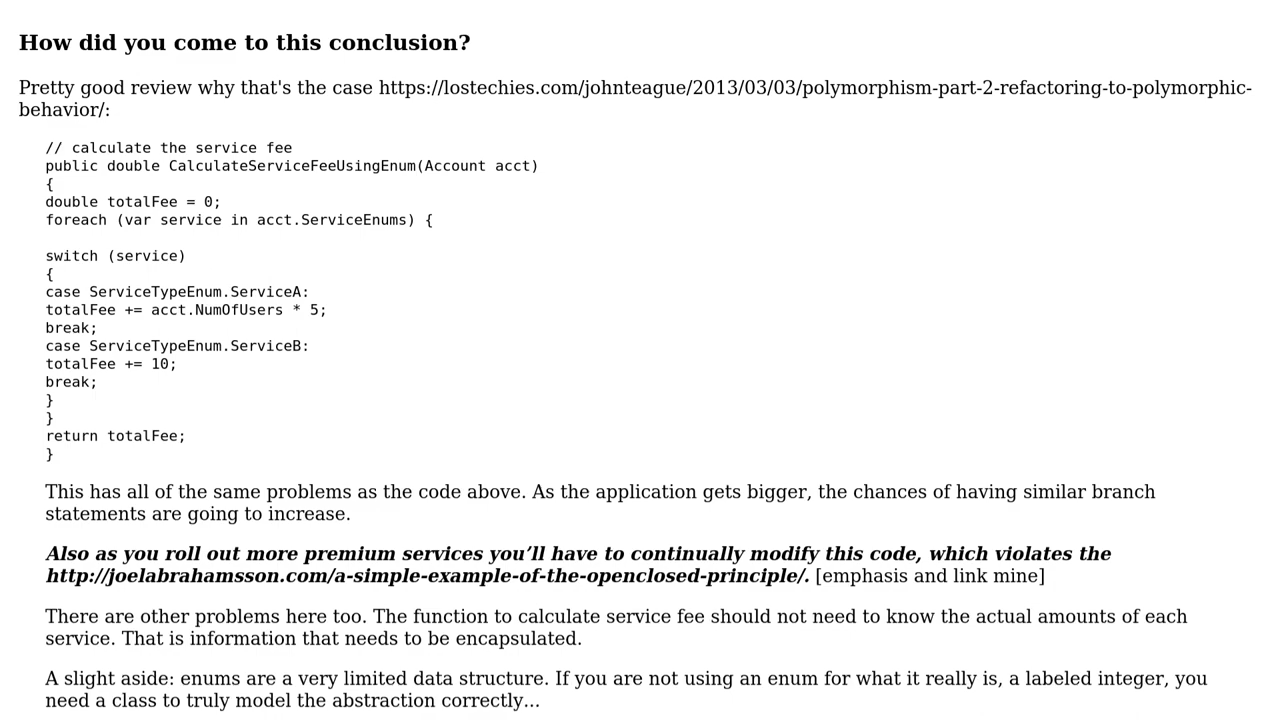 How did you come to this conclusion?
Pretty good review why that's the case https://lostechies.com/johnteague/2013/03/03/polymorphism-part-2-refactoring-to-polymorphic-
behavior/:
// calculate the service fee
public double CalculateServiceFeeUsingEnum(Account acct)
{
double totalFee = 0;
foreach (var service in acct.ServiceEnums) {
switch (service)
{
case ServiceTypeEnum.ServiceA:
totalFee += acct.NumOfUsers * 5;
break;
case ServiceTypeEnum.ServiceB:
totalFee += 10;
break;
}
}
return totalFee;
}
This has all of the same problems as the code above. As the application gets bigger, the chances of having similar branch
statements are going to increase.
Also as you roll out more premium services you’ll have to continually modify this code, which violates the
http://joelabrahamsson.com/a-simple-example-of-the-openclosed-principle/. [emphasis and link mine]
There are other problems here too. The function to calculate service fee should not need to know the actual amounts of each
service. That is information that needs to be encapsulated.
A slight aside: enums are a very limited data structure. If you are not using an enum for what it really is, a labeled integer, you
need a class to truly model the abstraction correctly...